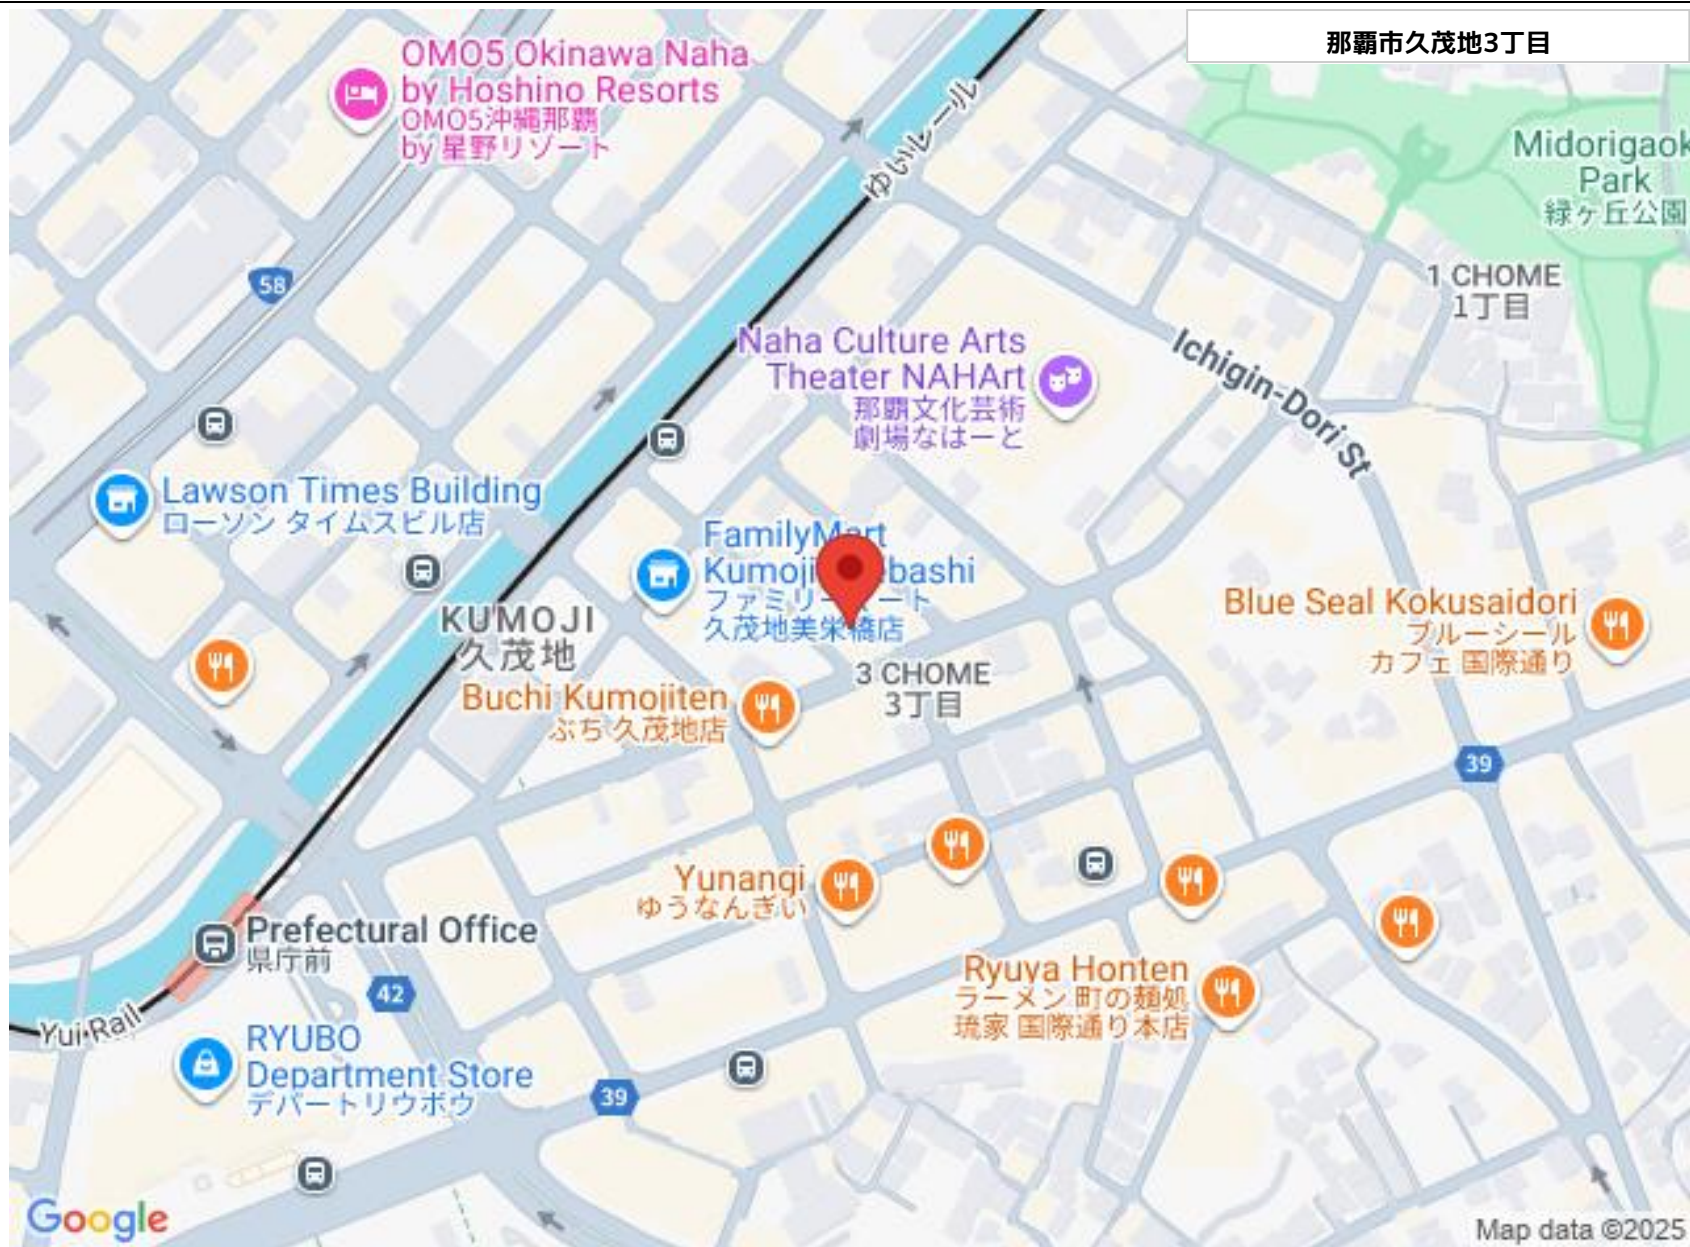 那覇市久茂地3丁目
OMO5 Okinawa Naha
by Hoshino Resorts
OMO5沖縄那覇
by 星野リゾート
ゆいレール
Midorigaok
Park
緑ヶ丘公園
58
1 CHOME
1丁目
Naha Culture Arts
Theater NAHArt
那覇文化芸術
劇場なはーと
Ichigin-Dori St
Lawson Times Building
ローソン タイムスビル店
FamilyMart
ファミリーマート
久茂地美栄橋店
KUMOJI
久茂地
Blue Seal Kokusaidori
ブルーシール
カフェ 国際通り
3 CHOME
3丁目
Buchi Kumojiten
ぶち 久茂地店
39
Yunangi
ゆうなんぎい
Prefectural Office
県庁前
42
Ryuya Honten
ラーメン 町の麺処
琉家 国際通り本店
Yui Rail
RYUBO
Department Store
デパートリウボウ
39
Google
Map data ©2025